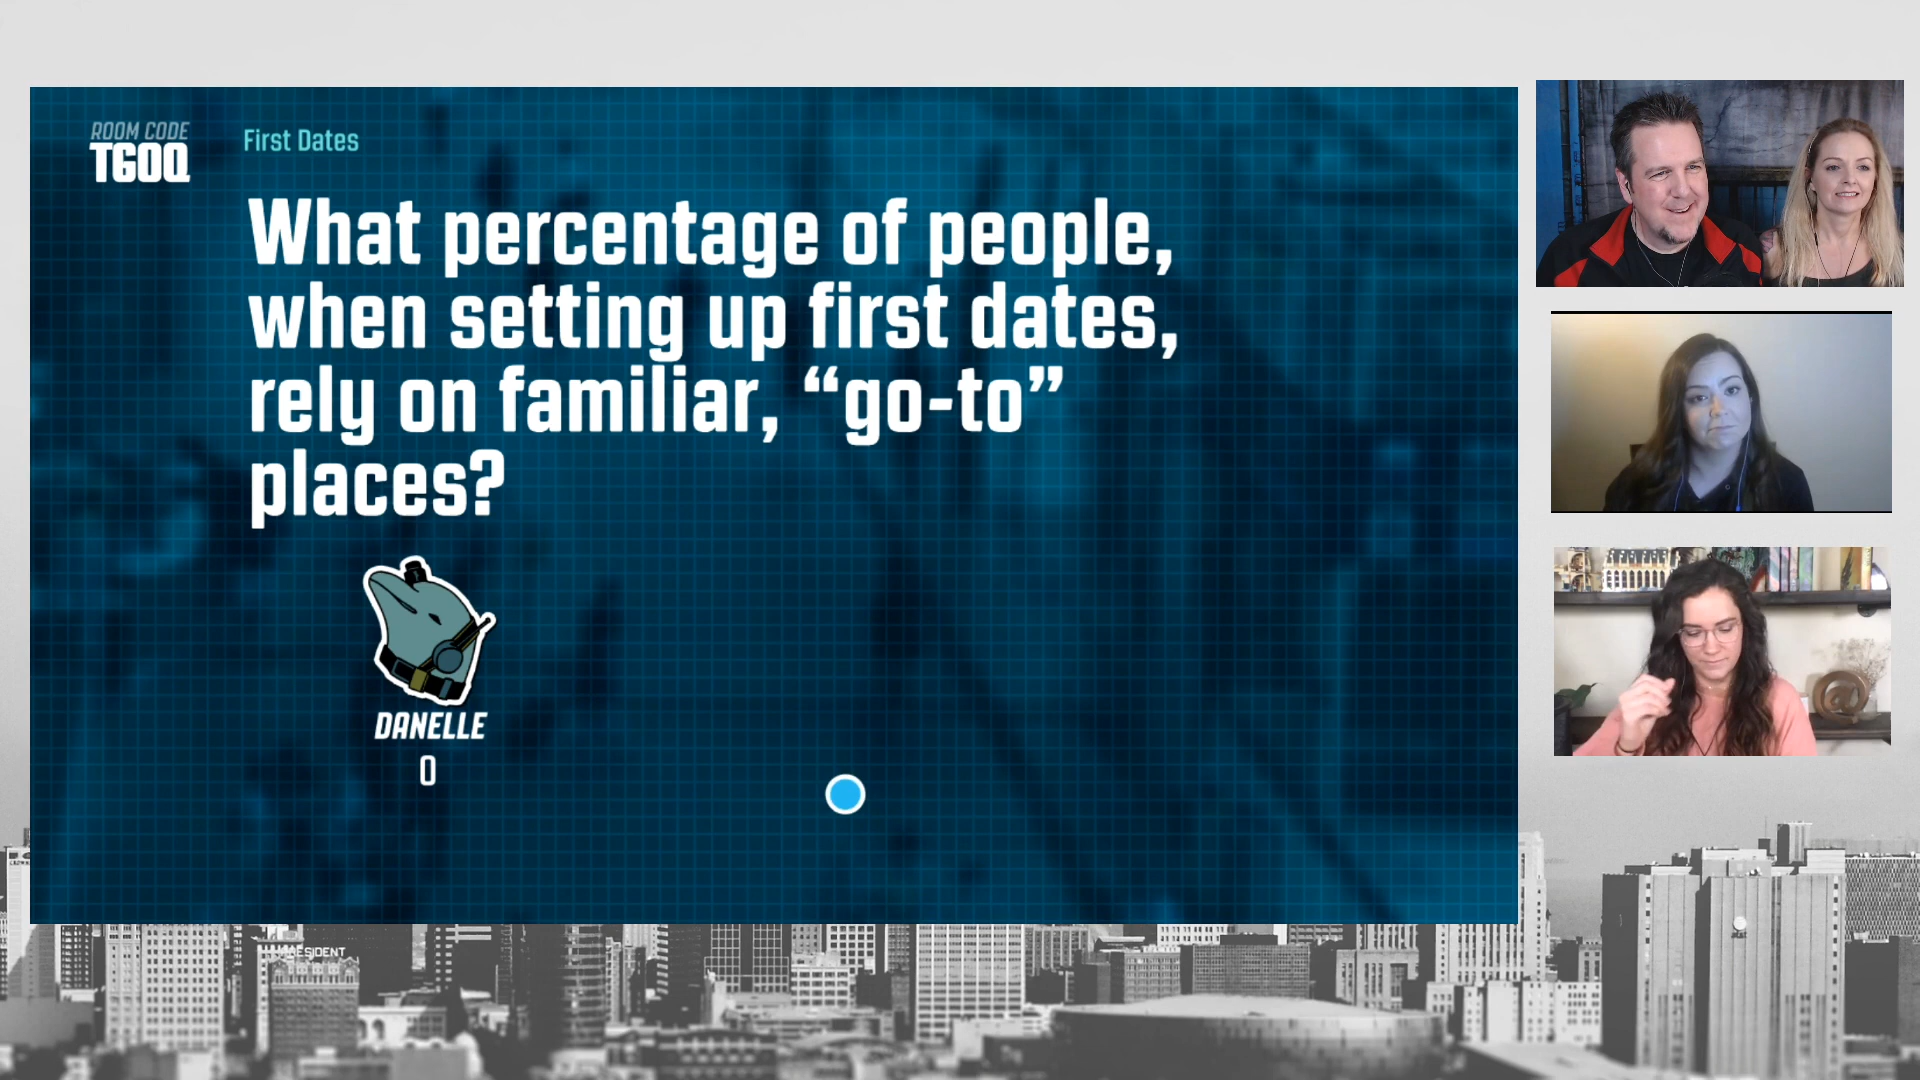 ROOM CODE
T6OQ
First Dates
What percentage of people,
when setting up first dates,
rely on familiar, “go-to”
places?
DANELLE
0